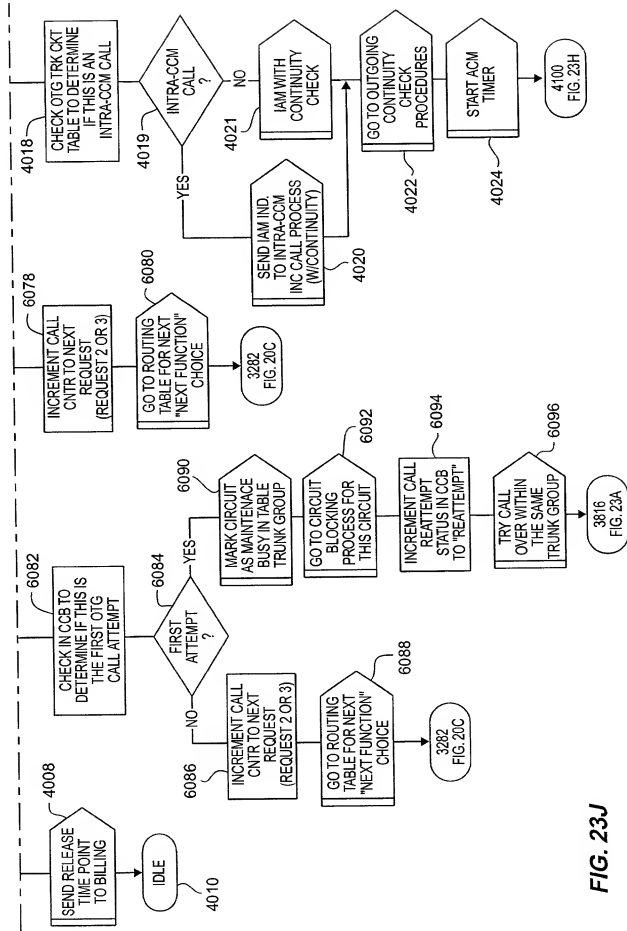 4008
SEND RELEASE
TIME POINT
TO BILLING
IDLE
4010
6082
CHECK IN CCB TO
DETERMINE IF THIS IS
THE FIRST OTG
CALL ATTEMPT
6084
FIRST
ATTEMPT
?
NO
YES
6086
INCREMENT CALL
CNTR TO NEXT
REQUEST
(REQUEST 2 OR 3)
6088
GO TO ROUTING
TABLE FOR NEXT
"NEXT FUNCTION"
CHOICE
3282
FIG. 20C
6090
MARK CIRCUIT
AS MAINTENACE
BUSY IN TABLE
TRUNK GROUP
6092
GO TO CIRCUIT
BLOCKING
PROCESS FOR
THIS CIRCUIT
6094
INCREMENT CALL
REATTEMPT
STATUS IN CCB
TO "REATTEMPT"
6096
TRY CALL
OVER WITHIN
THE SAME
TRUNK GROUP
3816
FIG. 23A
6078
INCREMENT CALL
CNTR TO NEXT
REQUEST
(REQUEST 2 OR 3)
6080
GO TO ROUTING
TABLE FOR NEXT
"NEXT FUNCTION"
CHOICE
3282
FIG. 20C
4018
CHECK OTG TRK CKT
TABLE TO DETERMINE
IF THIS IS AN
INTRA-CCM CALL
4019
INTRA-CCM
CALL
?
YES
NO
SEND IAM IND.
TO INTRA-CCM
INC CALL PROCESS
(W/CONTINUITY)
4020
4021
IAM WITH
CONTINUITY
CHECK
GO TO OUTGOING
CONTINUITY
CHECK
PROCEDURES
4022
START ACM
TIMER
4024
4100
FIG. 23H
FIG. 23J